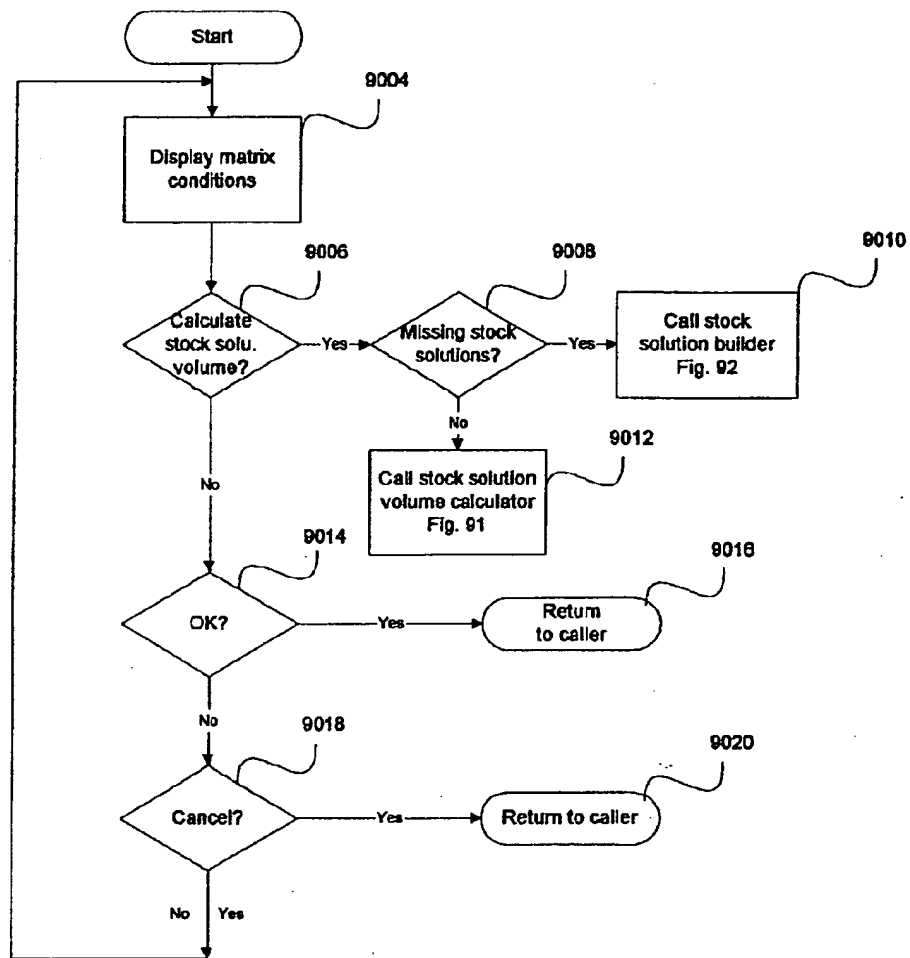 Start
9004
Display matrix
conditions
9006
9008
9010
Calculate
stock solu.
volume?
Yes
Missing stock
solutions?
Yes
Call stock
solution builder
Fig. 92
No
9012
Call stock solution
volume calculator
Fig. 91
No
9014
9016
OK?
Yes
Return
to caller
No
9018
9020
Cancel?
Yes
Return to caller
No Yes